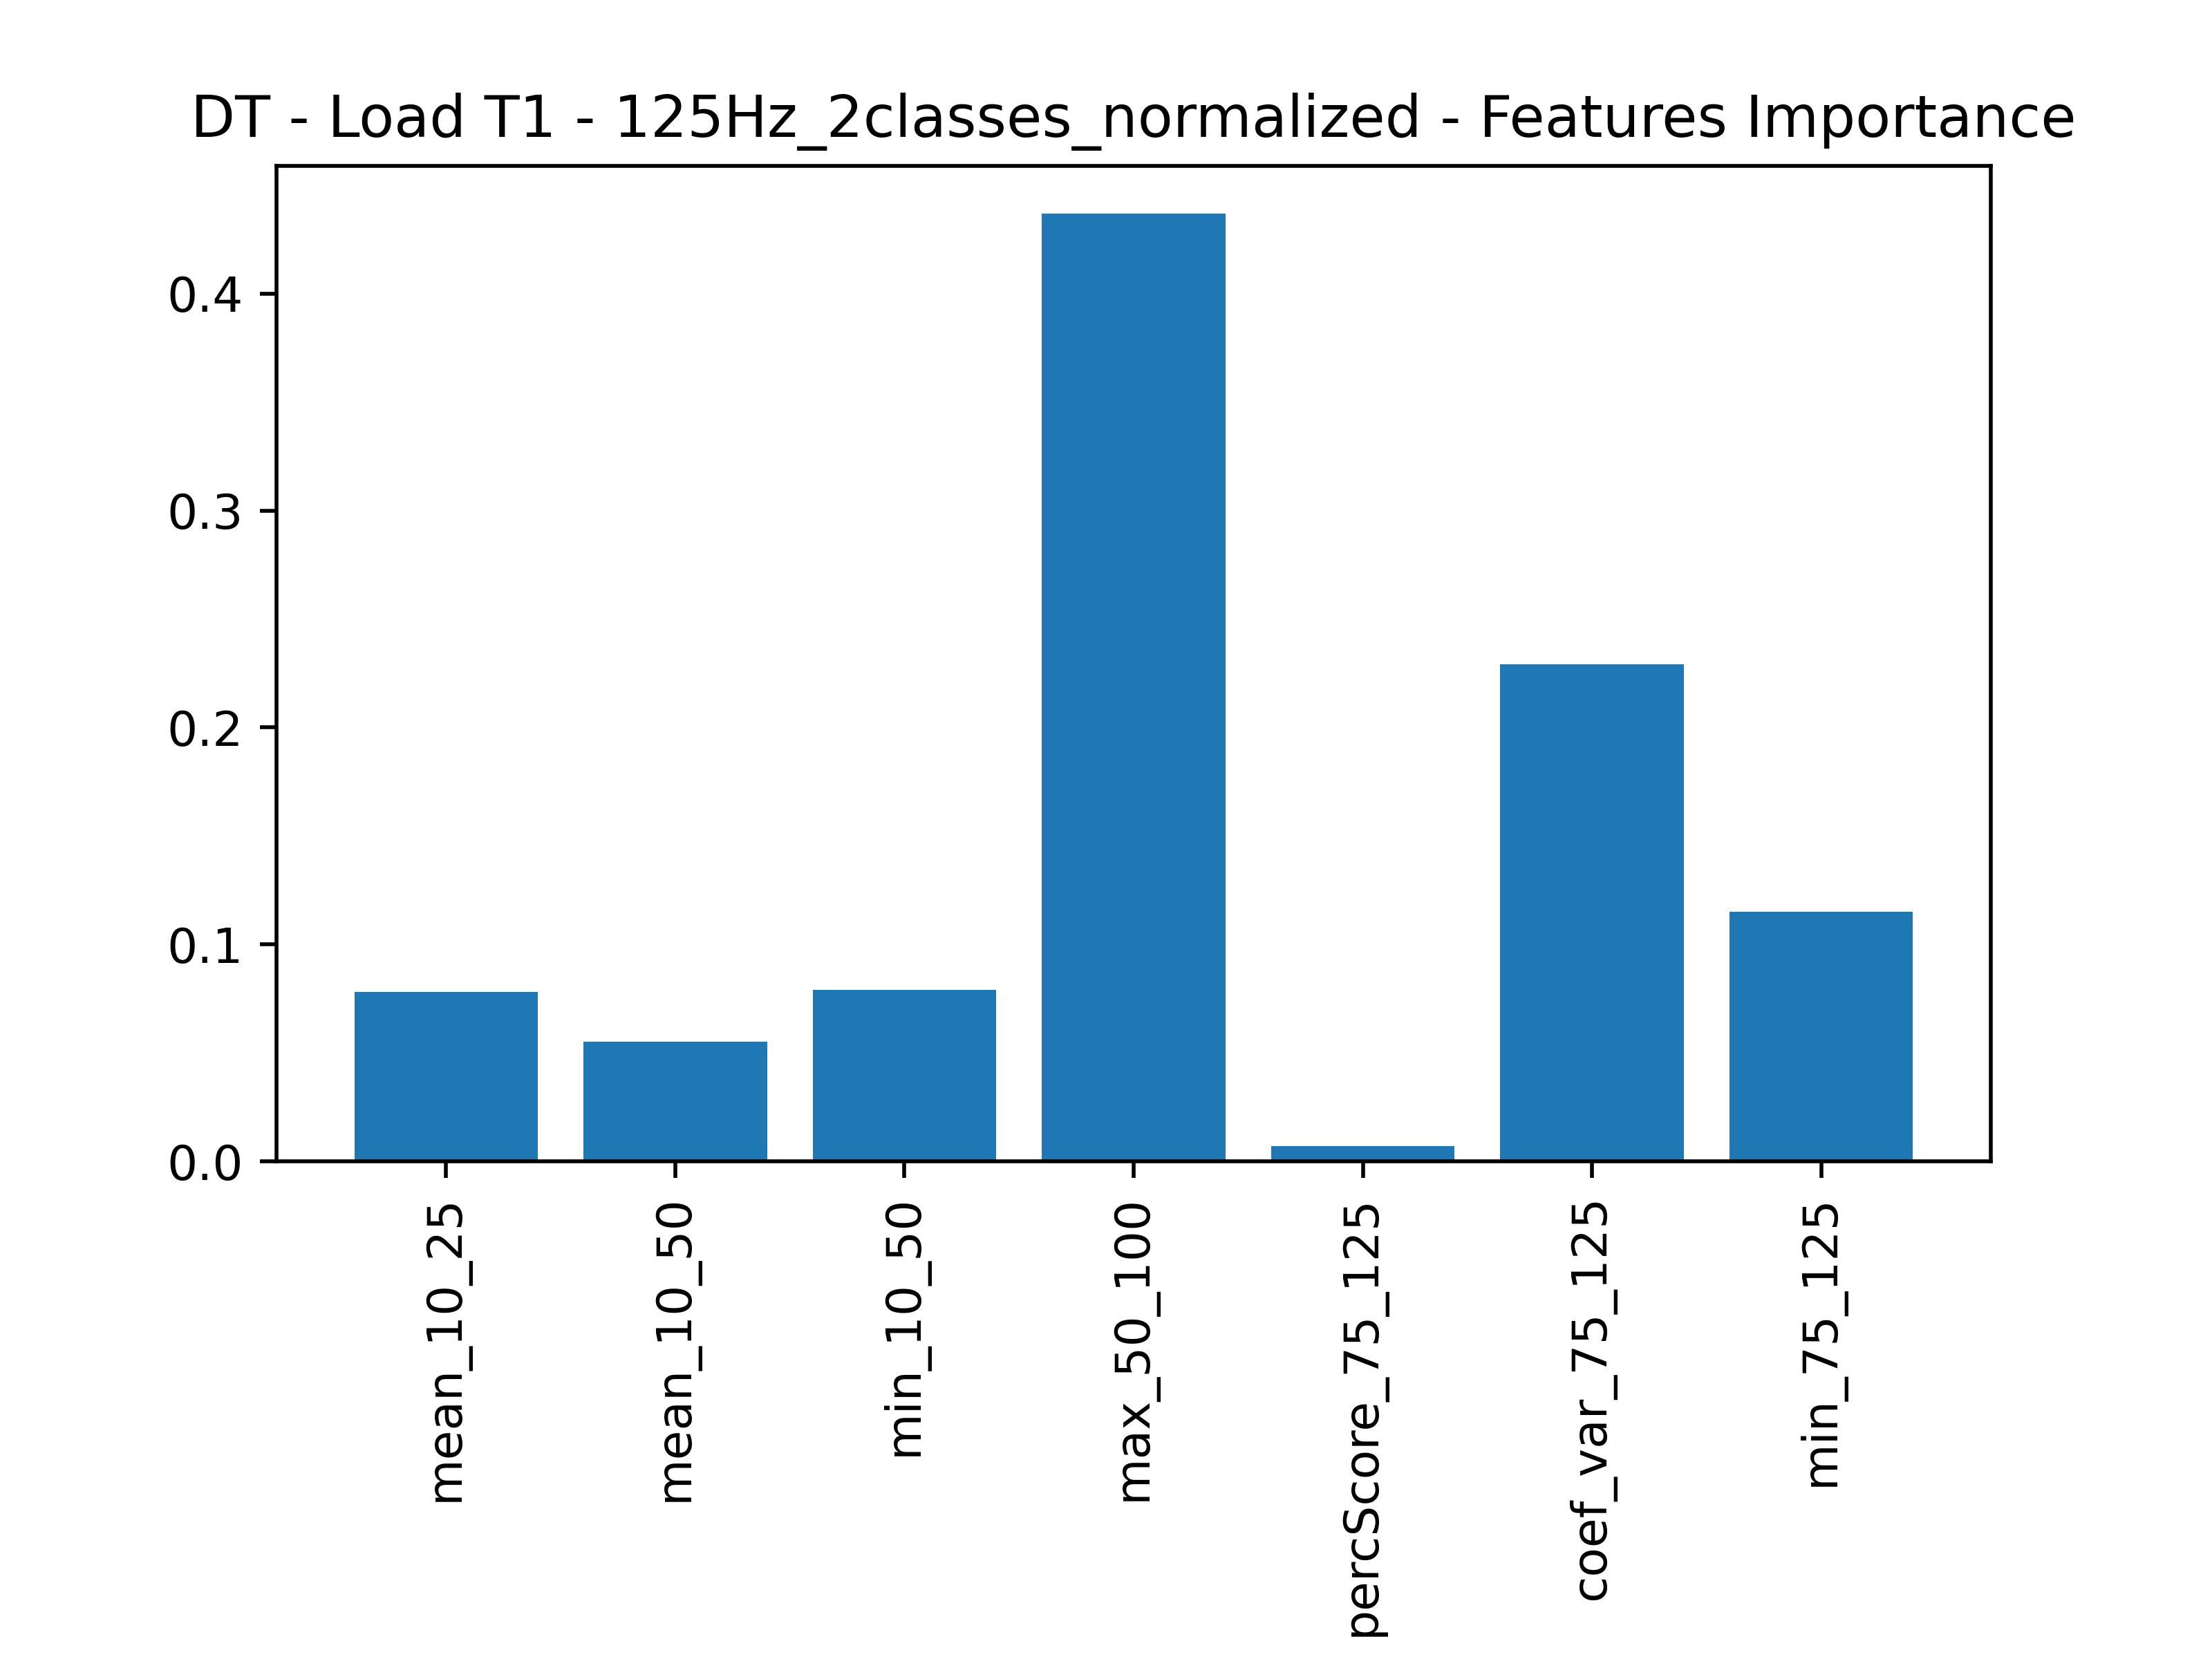 DT - Load T1 - 125Hz_2classes_normalized - Features Importance
0.4
0.3
0.2
0.1
0.0
mean_10_25
mean_10_50
min_10_50
max_50_100
percScore_75_125
coef_var_75_125
min_75_125